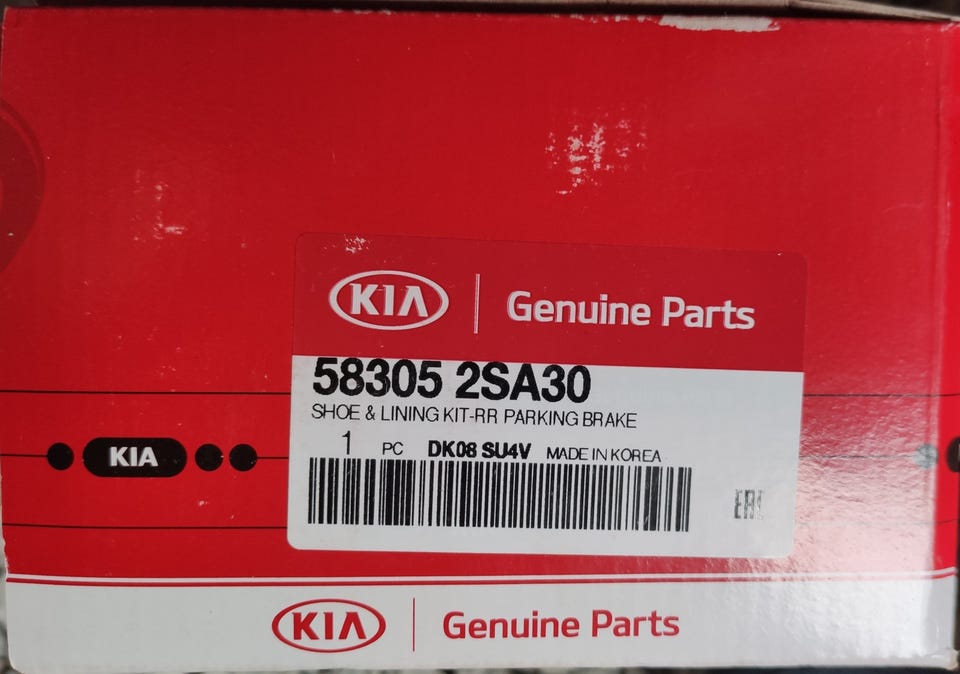 KIA Genuine Parts
58305 2SA30
SHOE & LINING KIT-RR PARKING BRAKE
1 PC DK08 SU4V MADE IN KOREA
KIA
EAC
KIA Genuine Parts